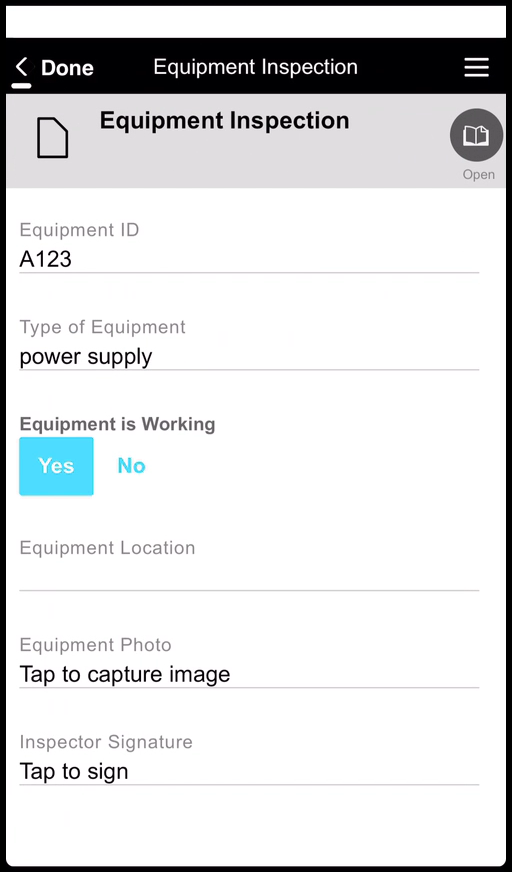 Done Equipment Inspection
Equipment Inspection
Open
Equipment ID
A123
Type of Equipment
power supply
Equipment is Working
Yes No
Equipment Location
Equipment Photo
Tap to capture image
Inspector Signature
Tap to sign